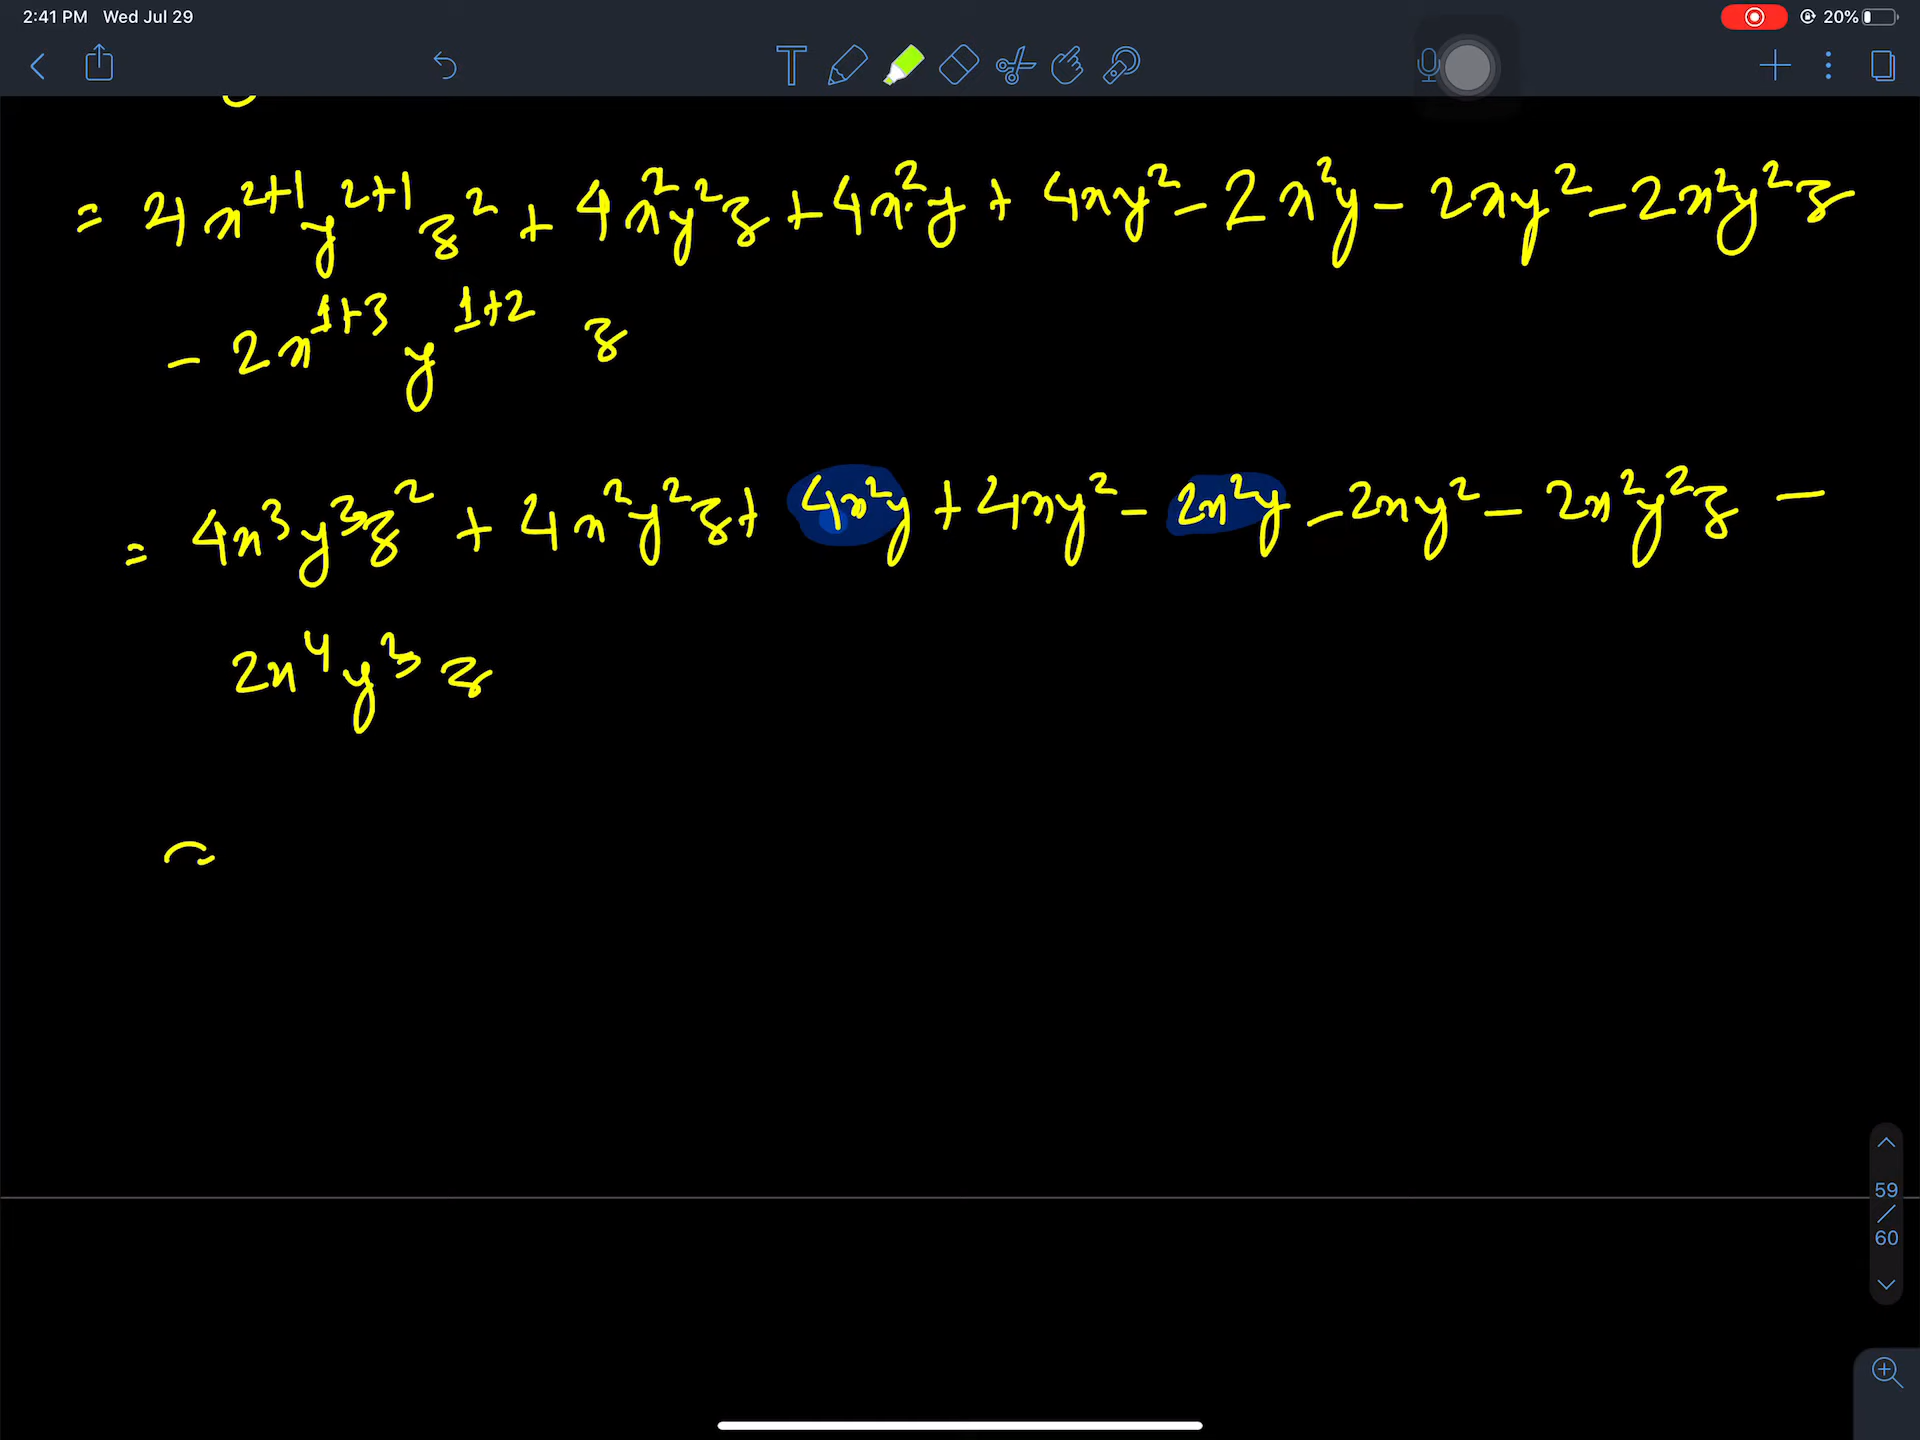 2:41 PM Wed Jul 29 20%
= 4x^{2+1} y^{2+1} z^2 + 4x^2y^2z + 4x^2y + 4xy^2 - 2x^2y - 2xy^2 - 2x^2y^2z
- 2x^{1+3} y^{1+2} z
= 4x^3y^3z^2 + 4x^2y^2z + 4x^2y + 4xy^2 - 2x^2y - 2xy^2 - 2x^2y^2z -
2x^4y^3z
59
/
60